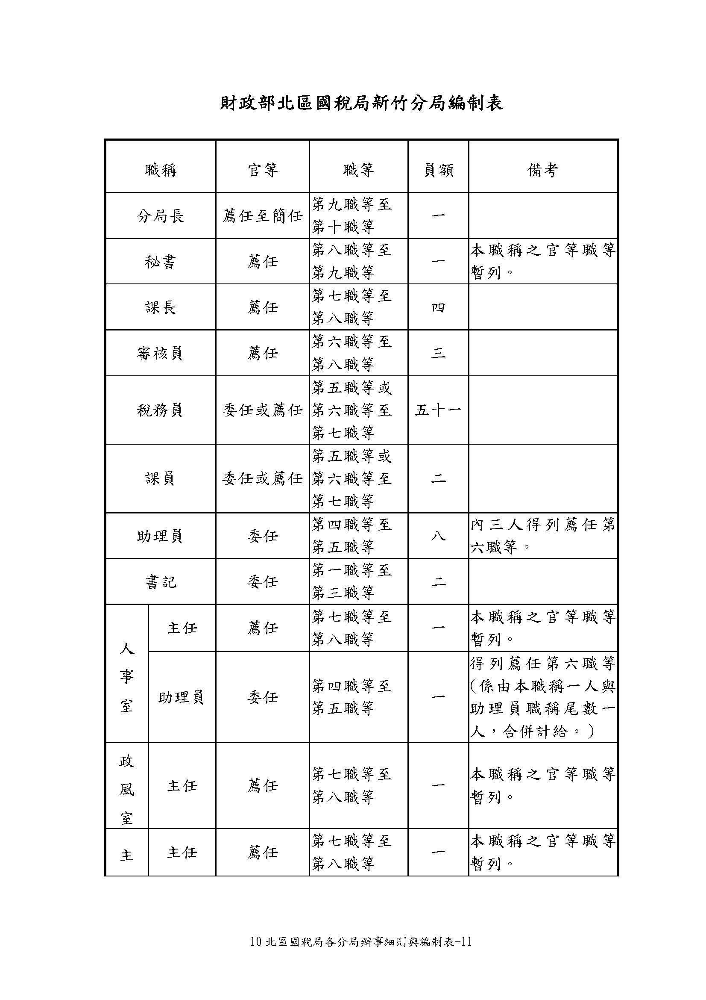 財政部北區國稅局新竹分局編制表
職稱 官等 職等 員額 備考
分局長 薦任至簡任 第九職等至 一
第十職等
秘書 薦任 第八職等至 一 本職稱之官等職等
第九職等 暫列。
課長 薦任 第七職等至 四
第八職等
審核員 薦任 第六職等至 三
第八職等
稅務員 委任或薦任 第五職等或 五十一
第六職等至
第七職等
課員 委任或薦任 第五職等或 二
第六職等至
第七職等
助理員 委任 第四職等至 八 內三人得列薦任第
第五職等 六職等。
書記 委任 第一職等至 二
第三職等
人事室 主任 薦任 第七職等至 一 本職稱之官等職等
第八職等 暫列。
助理員 委任 第四職等至 一 得列薦任第六職等
第五職等 (係由本職稱一人與
助理員職稱尾數一
人，合併計給。)
政風室 主任 薦任 第七職等至 一 本職稱之官等職等
第八職等 暫列。
主 主任 薦任 第七職等至 一 本職稱之官等職等
第八職等 暫列。
10 北區國稅局各分局辦事細則與編制表-11